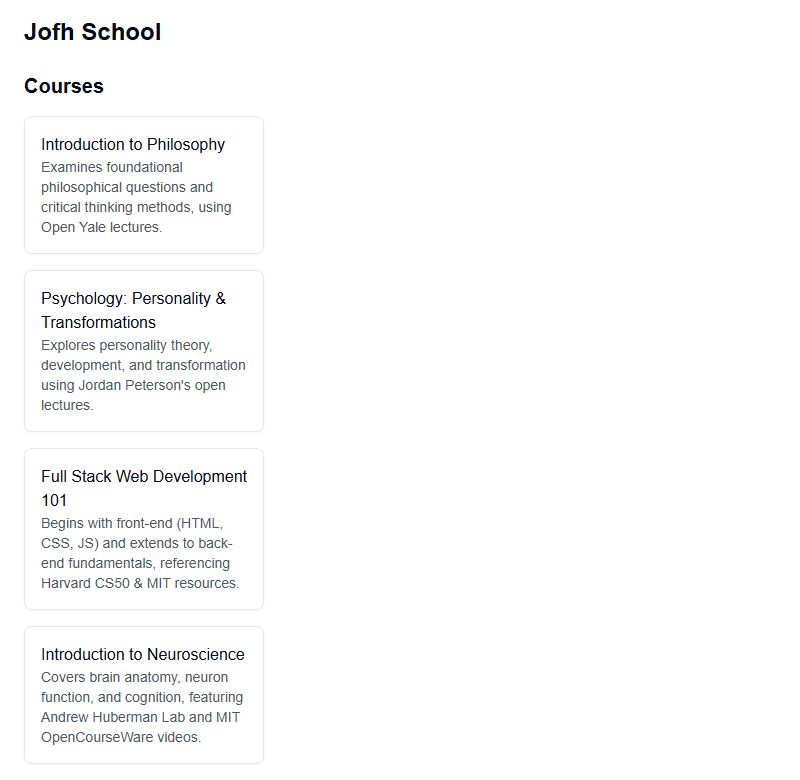 Jofh School
Courses
Introduction to Philosophy
Examines foundational
philosophical questions and
critical thinking methods, using
Open Yale lectures.
Psychology: Personality &
Transformations
Explores personality theory,
development, and transformation
using Jordan Peterson's open
lectures.
Full Stack Web Development
101
Begins with front-end (HTML,
CSS, JS) and extends to back-
end fundamentals, referencing
Harvard CS50 & MIT resources.
Introduction to Neuroscience
Covers brain anatomy, neuron
function, and cognition, featuring
Andrew Huberman Lab and MIT
OpenCourseWare videos.